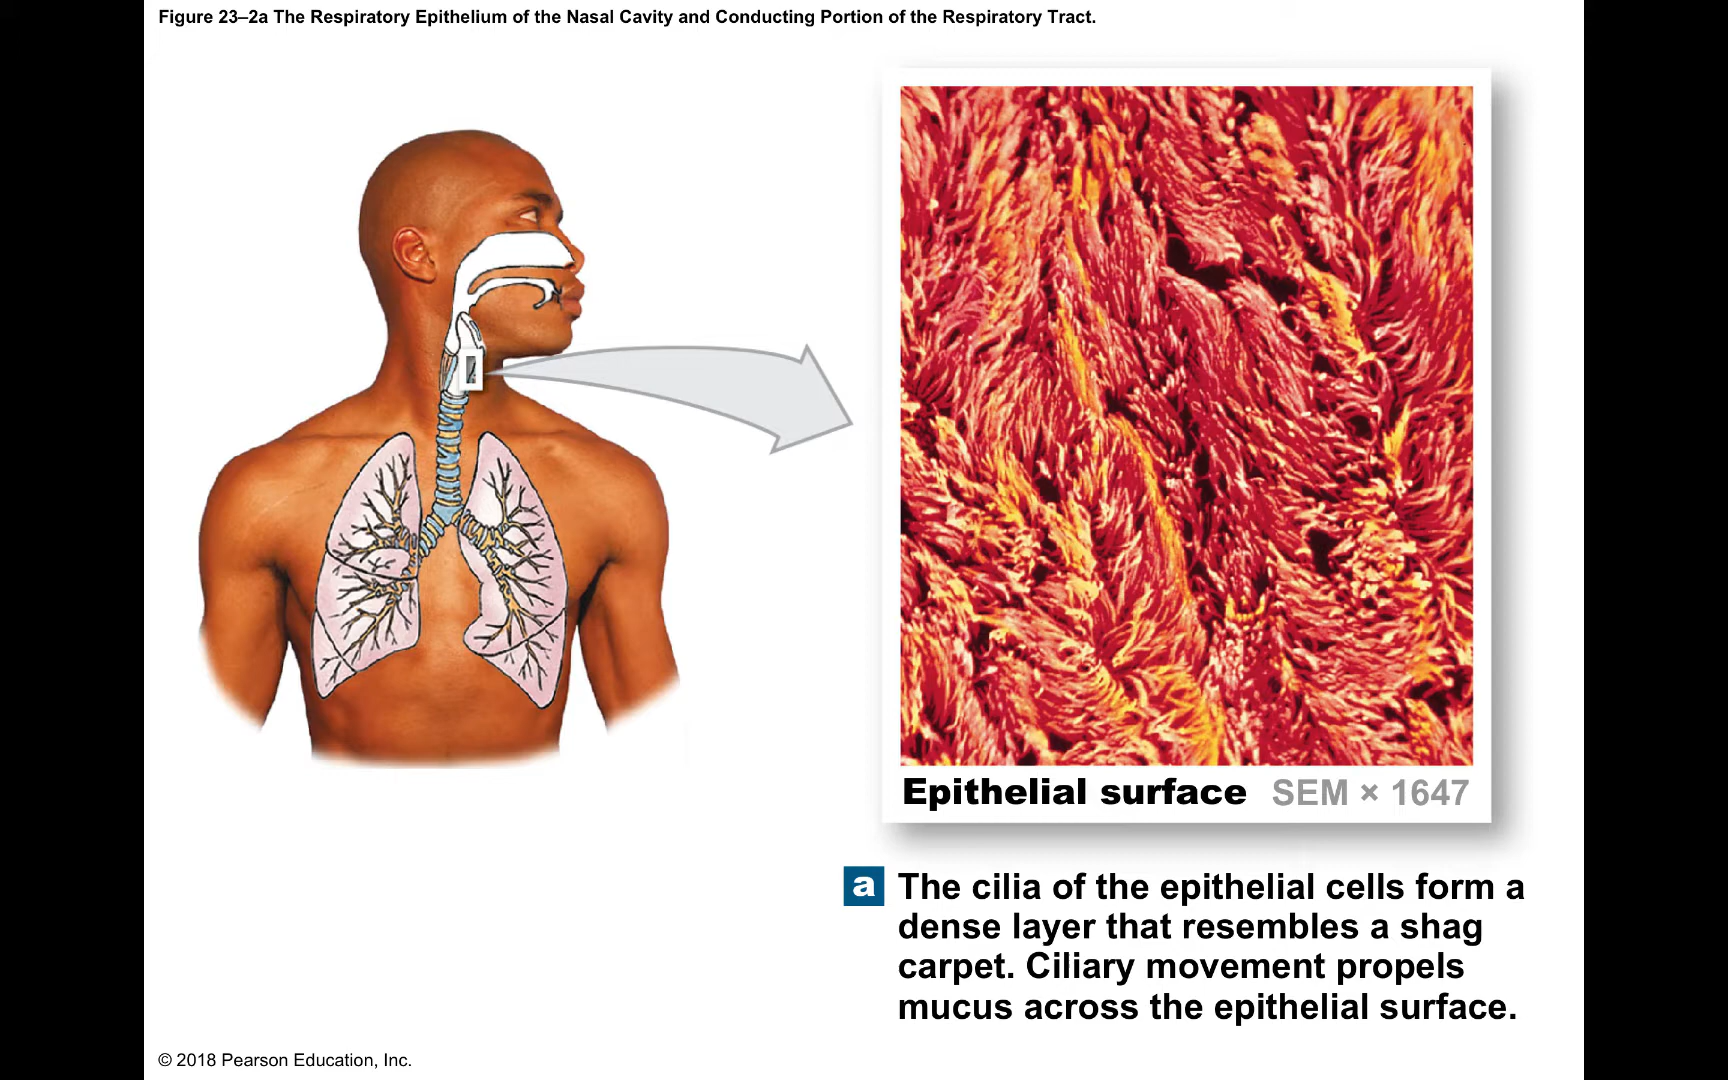 Figure 23–2a The Respiratory Epithelium of the Nasal Cavity and Conducting Portion of the Respiratory Tract.
Epithelial surface SEM × 1647
a The cilia of the epithelial cells form a
dense layer that resembles a shag
carpet. Ciliary movement propels
mucus across the epithelial surface.
© 2018 Pearson Education, Inc.